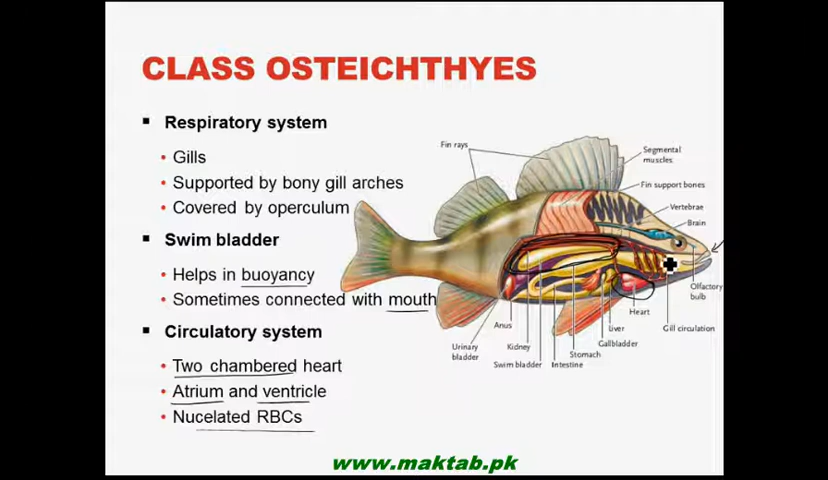 CLASS OSTEICHTHYES
▪ Respiratory system
• Gills
• Supported by bony gill arches
• Covered by operculum
▪ Swim bladder
• Helps in buoyancy
• Sometimes connected with mouth
▪ Circulatory system
• Two chambered heart
• Atrium and ventricle
• Nucelated RBCs
Fin rays
Segmental
muscles
Fin support bones
Vertebrae
Brain
Olfactory
bulb
Gill circulation
Heart
Liver
Gallbladder
Stomach
Intestine
Swim bladder
Kidney
Anus
Urinary
bladder
www.maktab.pk